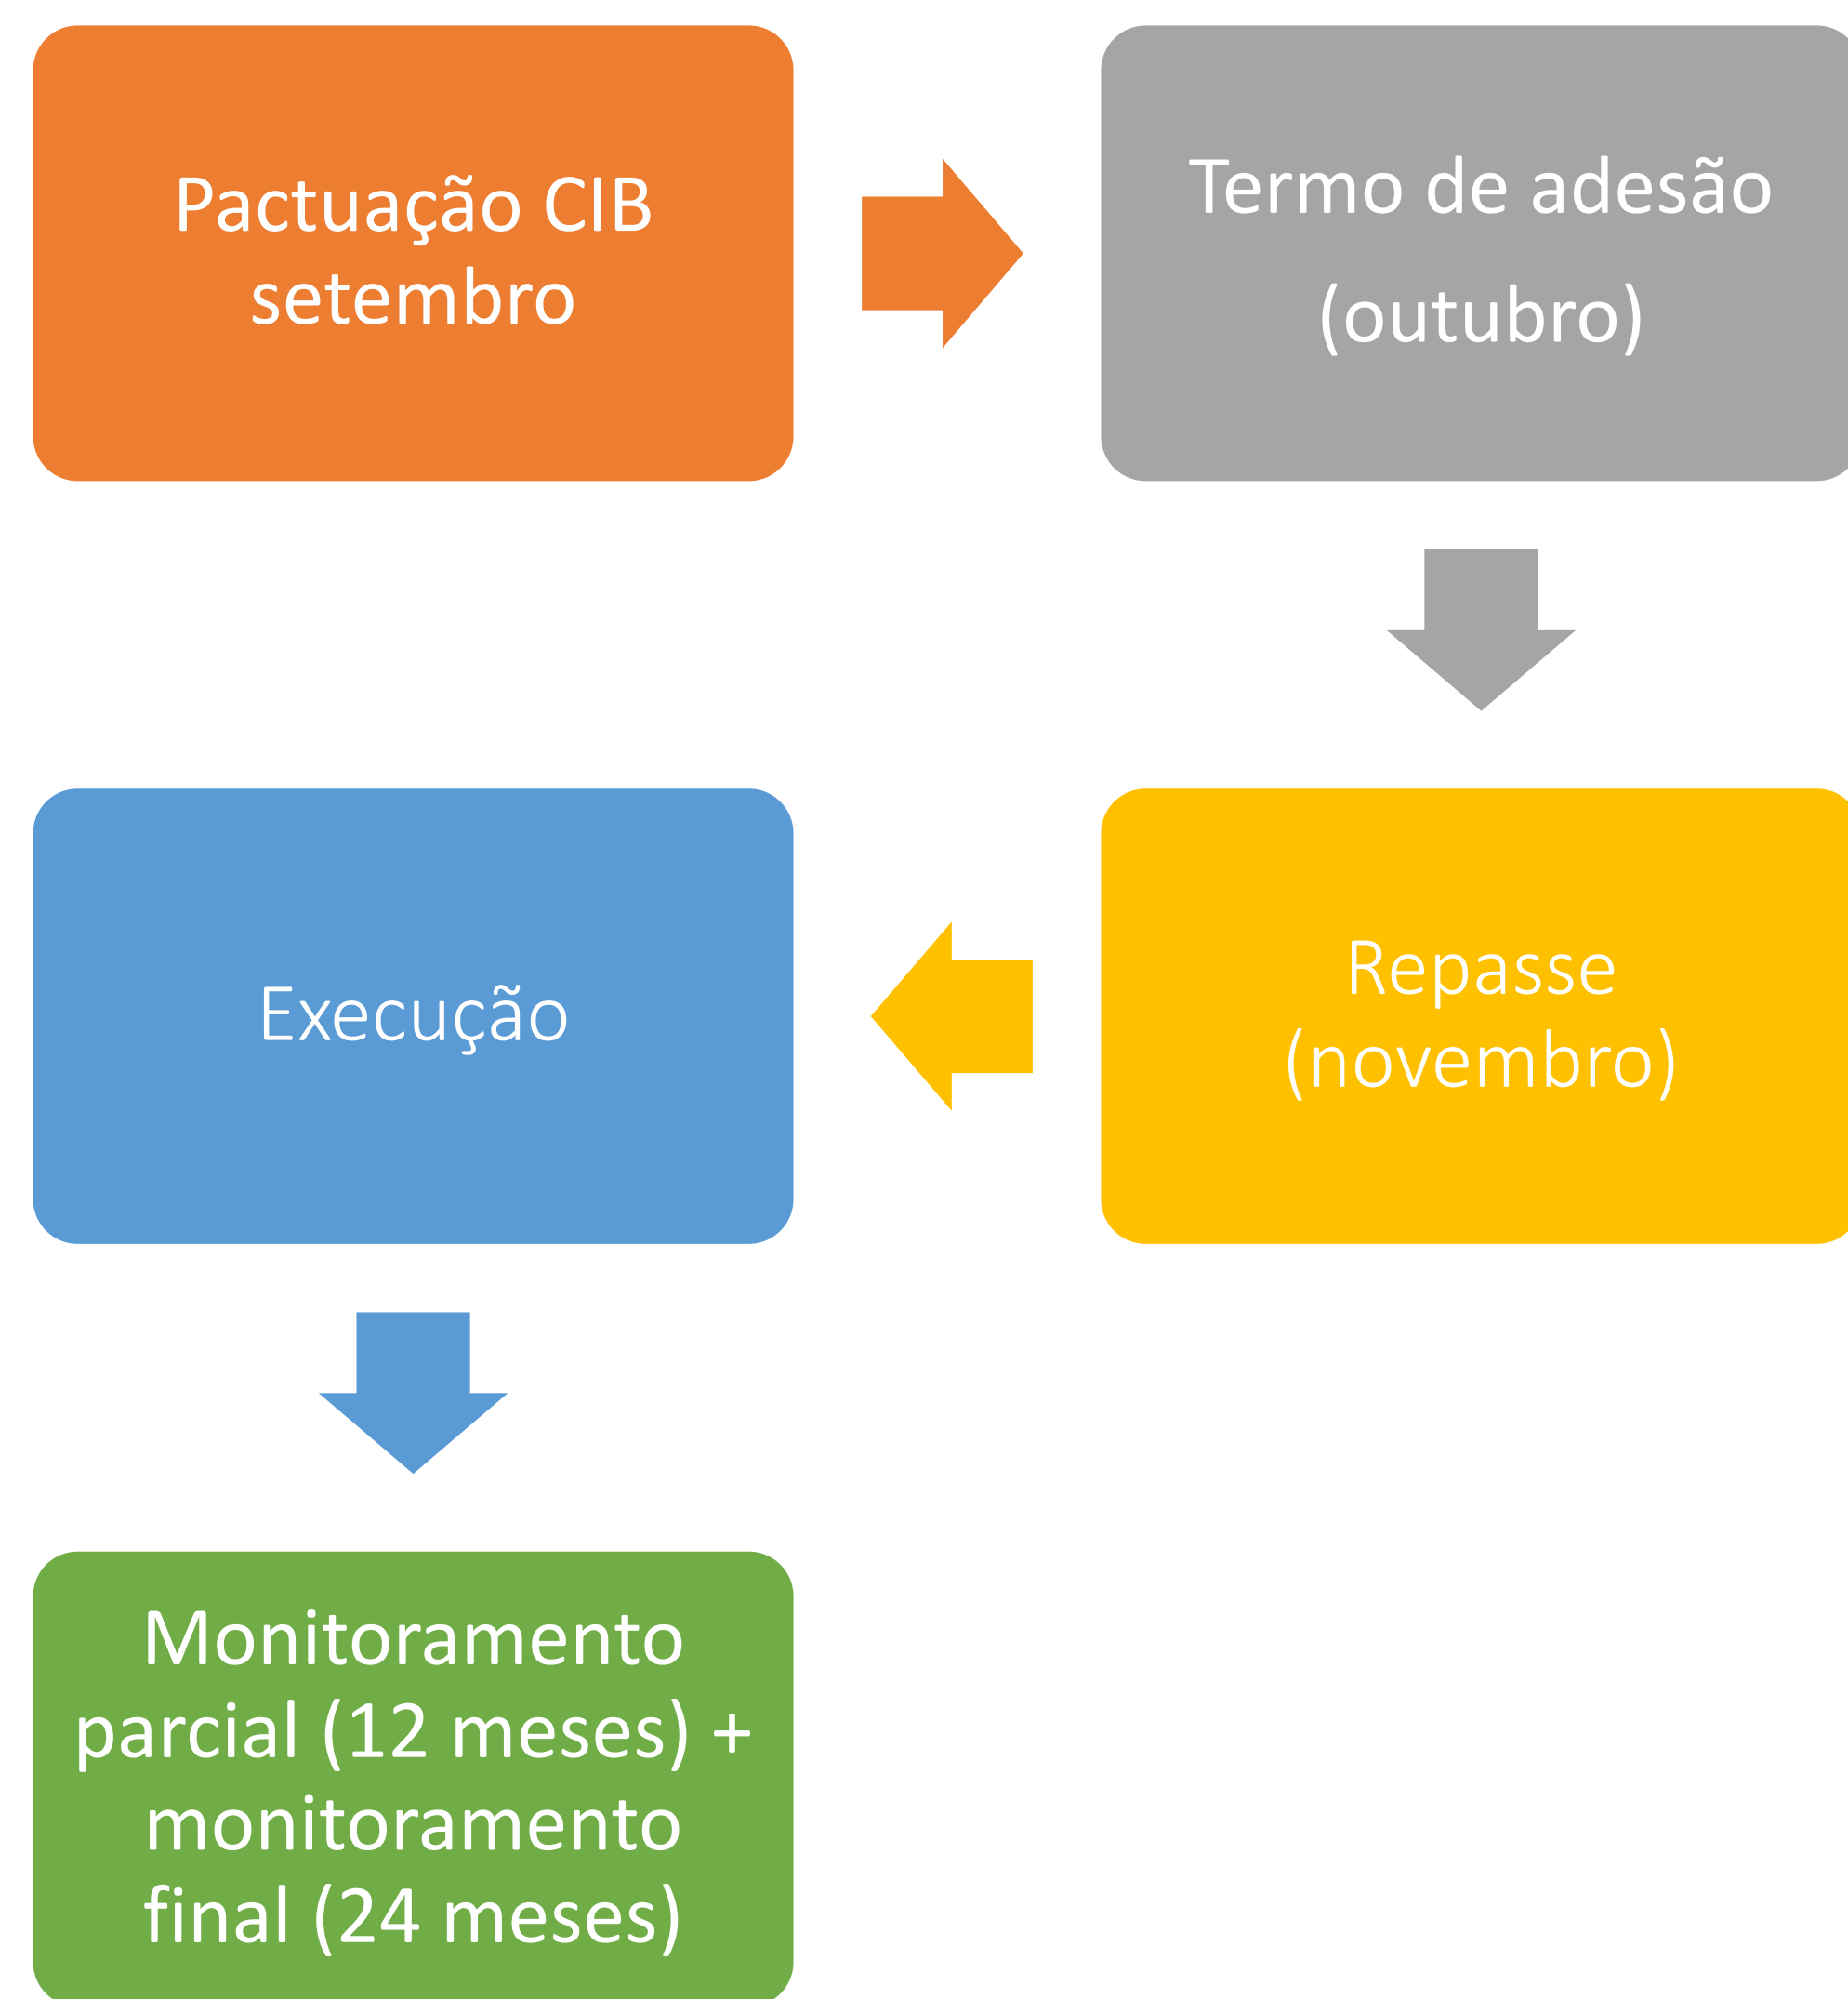 Pactuação CIB
setembro
Termo de adesão
(outubro)
Repasse
(novembro)
Execução
Monitoramento
parcial (12 meses) +
monitoramento
final (24 meses)